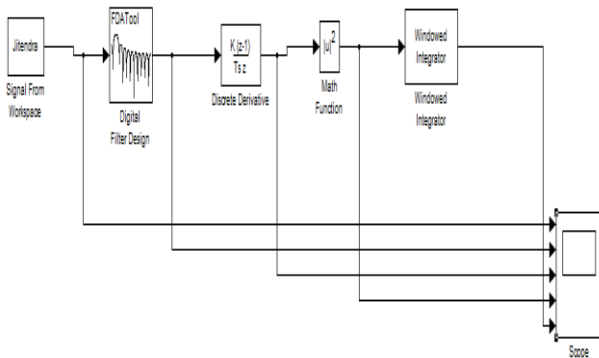 Jitendra
Signal From
Workspace
FDATool
Digital
Filter Design
K (z-1)
Ts z
Discrete Derivative
|u|²
Math
Function
Windowed
Integrator
Windowed
Integrator
Scope